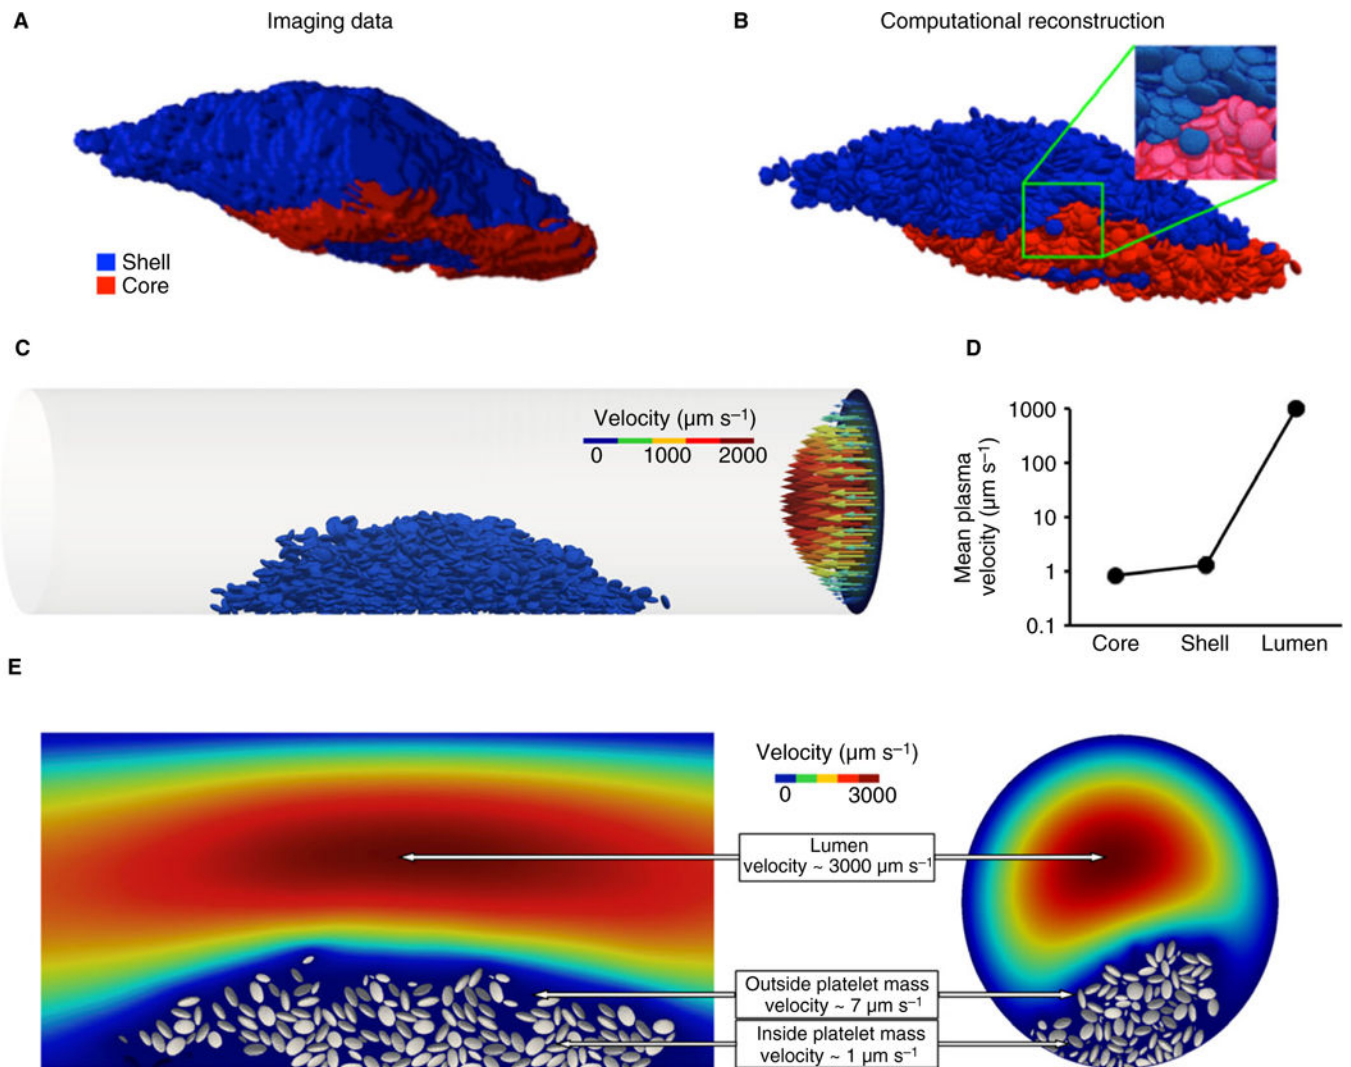 A
Imaging data
B
Computational reconstruction
Shell
Core
C
Velocity (µm s⁻¹)
0 1000 2000
D
Mean plasma
velocity (µm s⁻¹)
1000
100
10
1
0.1
Core Shell Lumen
E
Velocity (µm s⁻¹)
0 3000
Lumen
velocity ~ 3000 µm s⁻¹
Outside platelet mass
velocity ~ 7 µm s⁻¹
Inside platelet mass
velocity ~ 1 µm s⁻¹